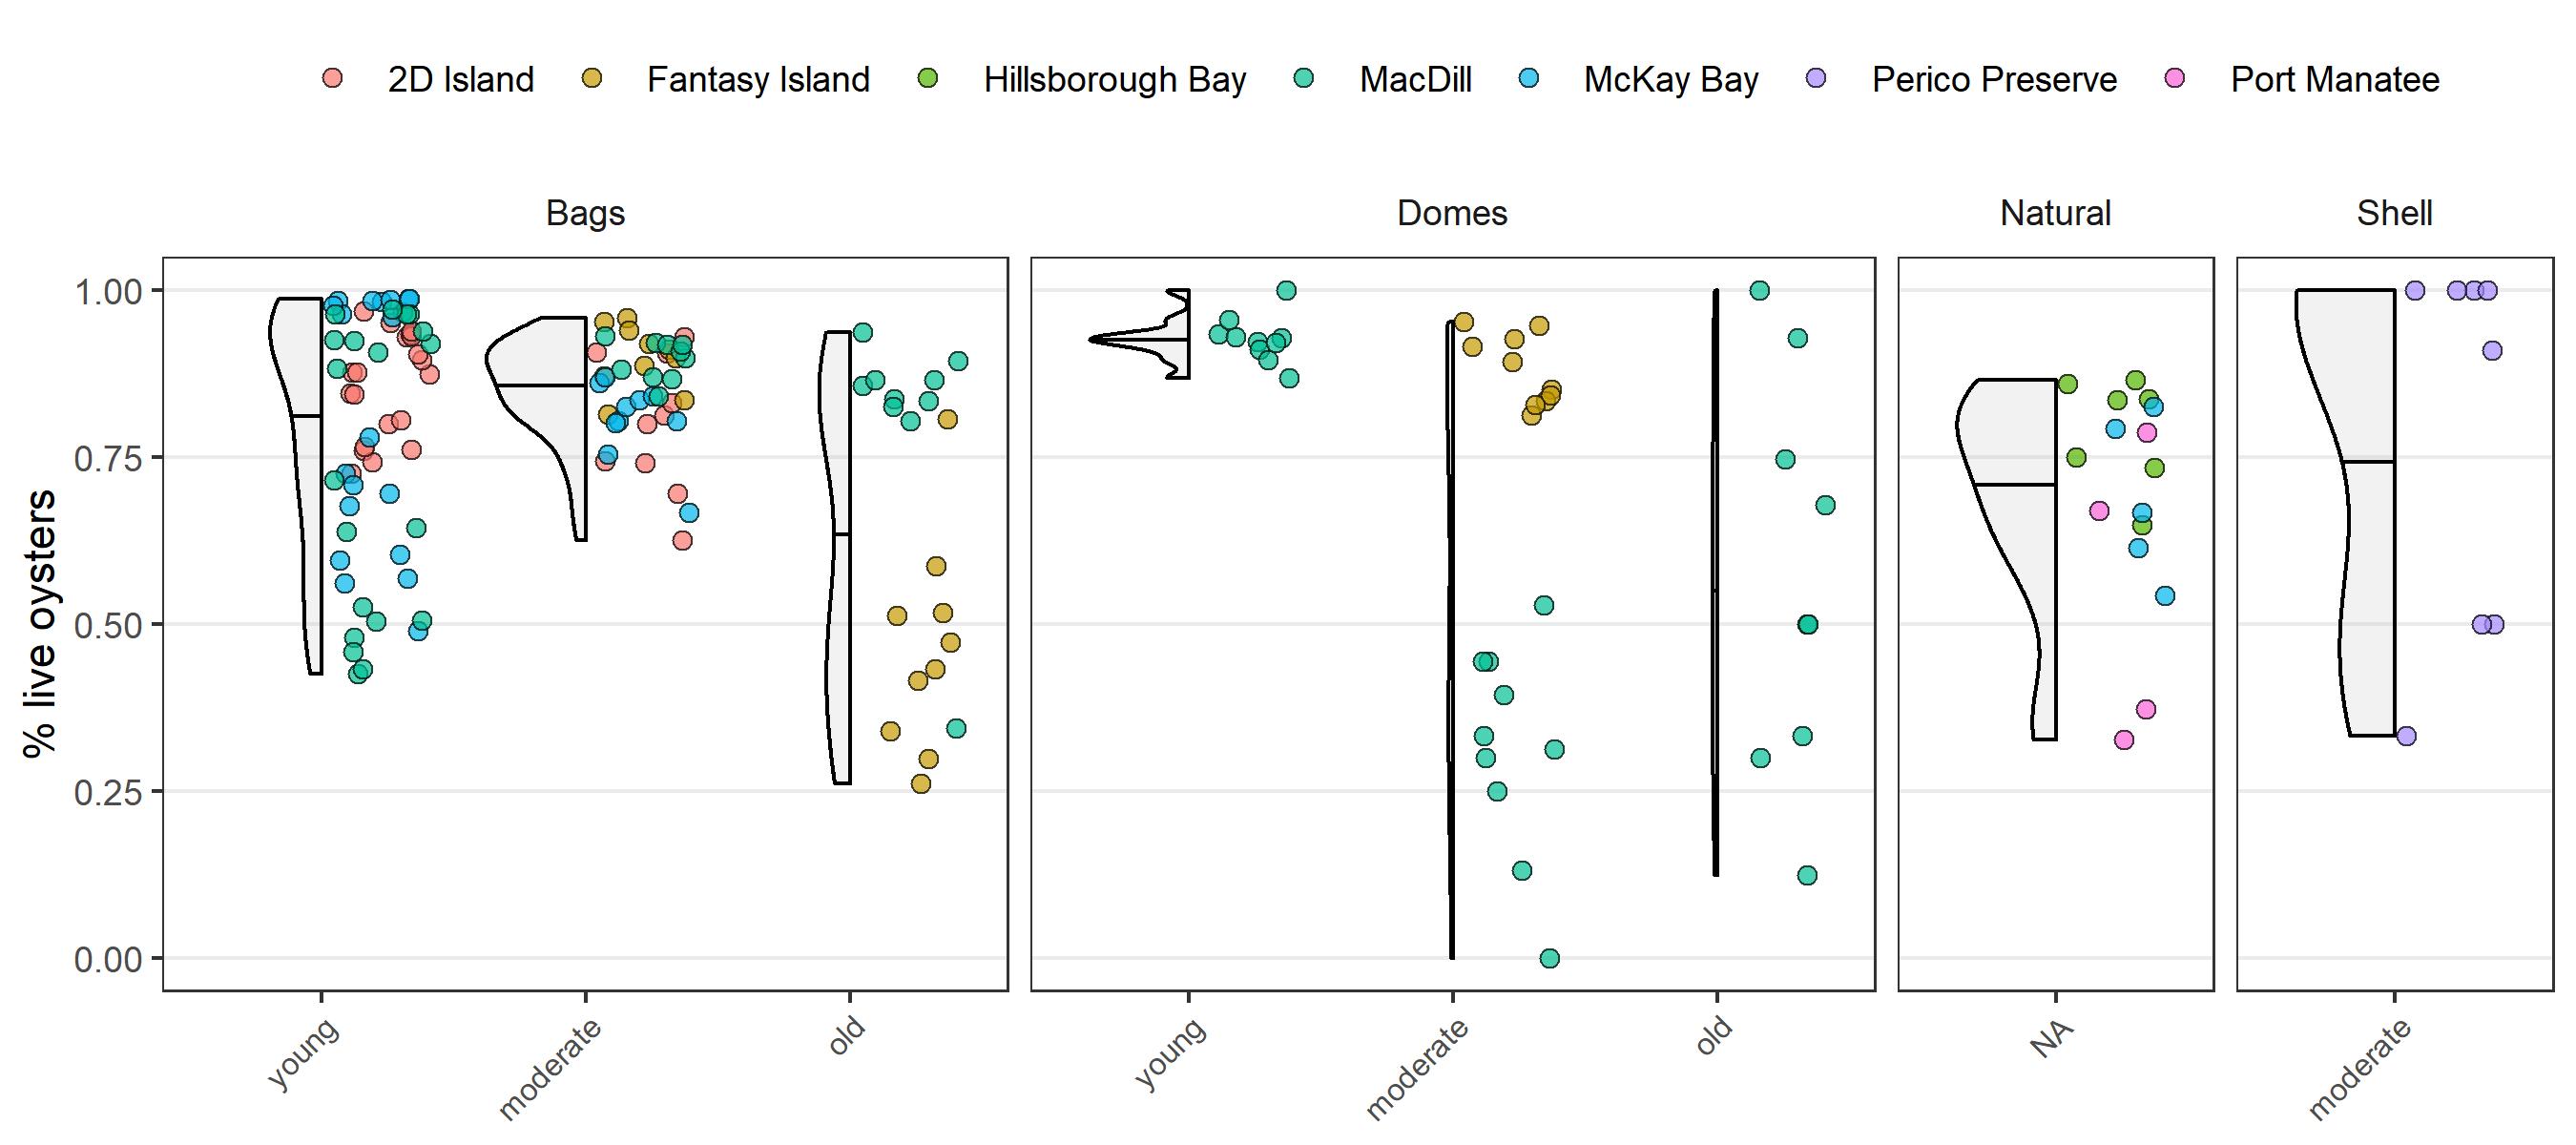 2D Island Fantasy Island Hillsborough Bay MacDill McKay Bay Perico Preserve Port Manatee
Bags Domes Natural Shell
% live oysters
1.00
0.75
0.50
0.25
0.00
young moderate old young moderate old NA moderate